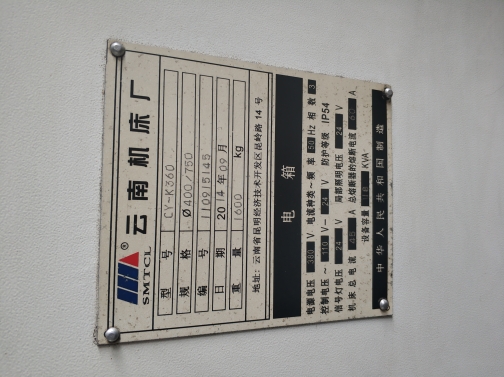 SMTCL 云南机床厂
型号 CY-K360
规格 Ø400/750
编号 110915145
日期 2014年09月
重量 1600 kg
地址：云南省昆明经济技术开发区昆岭路14号
电箱
电源电压 380 V 电流种类～频率 50 Hz 相数 3
控制电压～ 110 V— 24 V 防护等级 IP54
信号灯电压 24 V 局部照明电压 24 V
机床总电流 A 总熔断器的熔断电流 A
设备容量 KVA
中华人民共和国制造